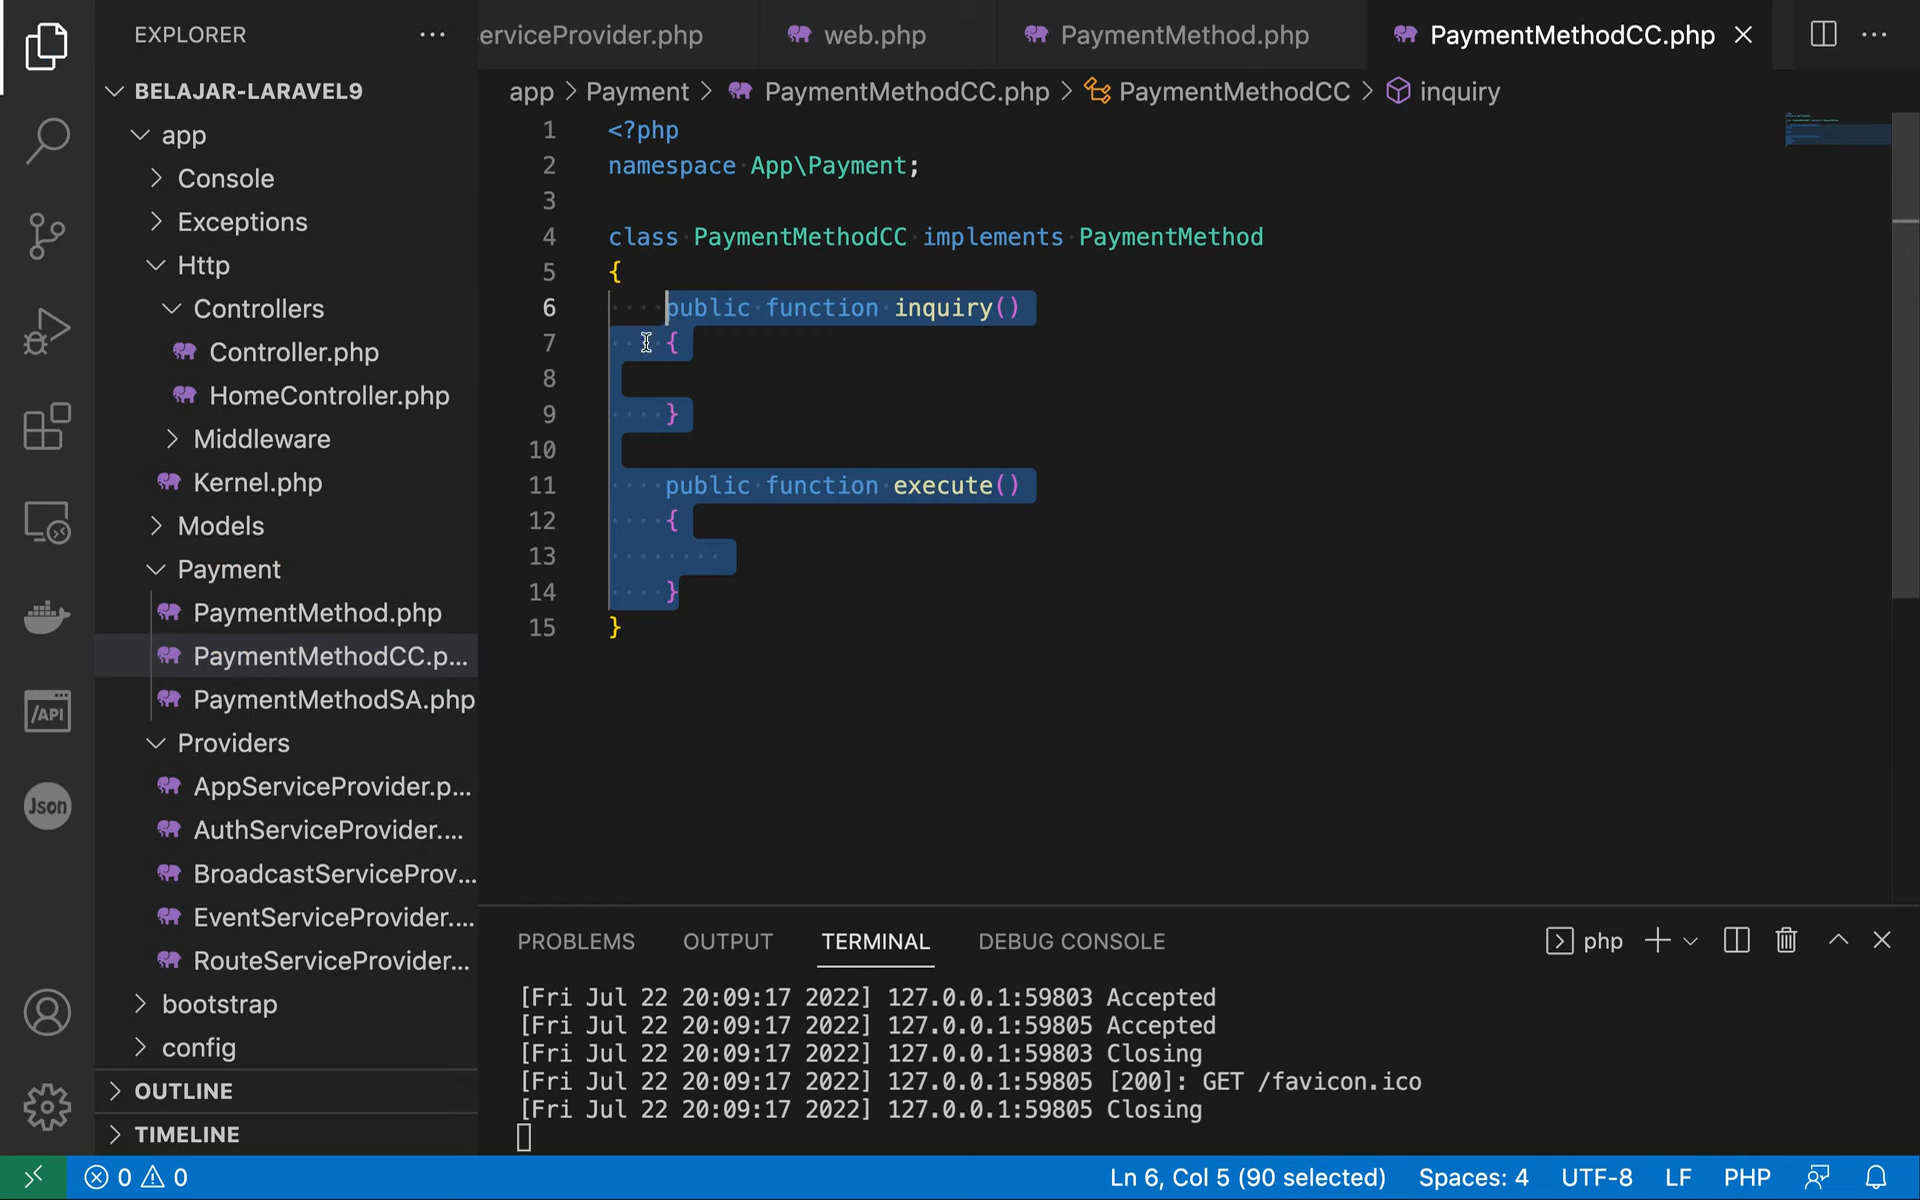 EXPLORER
erviceProvider.php
web.php
PaymentMethod.php
PaymentMethodCC.php
BELAJAR-LARAVEL9
app > Payment > PaymentMethodCC.php > PaymentMethodCC > inquiry
app
Console
Exceptions
Http
Controllers
Controller.php
HomeController.php
Middleware
Kernel.php
Models
Payment
PaymentMethod.php
PaymentMethodCC.p...
PaymentMethodSA.php
Providers
AppServiceProvider.p...
AuthServiceProvider....
BroadcastServiceProv...
EventServiceProvider....
RouteServiceProvider...
bootstrap
config
OUTLINE
TIMELINE
/API
Json
1 <?php
2 namespace App\Payment;
3
4 class PaymentMethodCC implements PaymentMethod
5 {
6 public function inquiry()
7 {
8
9 }
10
11 public function execute()
12 {
13
14 }
15 }
PROBLEMS OUTPUT TERMINAL DEBUG CONSOLE
php
[Fri Jul 22 20:09:17 2022] 127.0.0.1:59803 Accepted
[Fri Jul 22 20:09:17 2022] 127.0.0.1:59805 Accepted
[Fri Jul 22 20:09:17 2022] 127.0.0.1:59803 Closing
[Fri Jul 22 20:09:17 2022] 127.0.0.1:59805 [200]: GET /favicon.ico
[Fri Jul 22 20:09:17 2022] 127.0.0.1:59805 Closing
0 0
Ln 6, Col 5 (90 selected) Spaces: 4 UTF-8 LF PHP